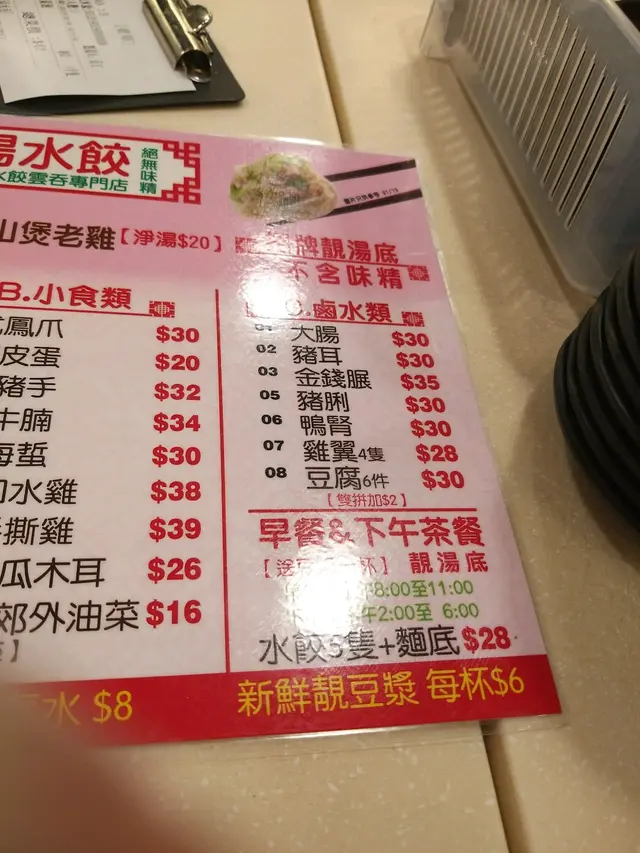 湯水餃
水餃雲吞專門店
絕無味精
山煲老雞【淨湯$20】
牌靚湯底
不含味精
B.小食類
鳳爪 $30
皮蛋 $20
豬手 $32
牛腩 $34
海蜇 $30
水雞 $38
手撕雞 $39
瓜木耳 $26
郊外油菜 $16
】
水 $8
C.鹵水類
01 大腸 $30
02 豬耳 $30
03 金錢𦟌 $35
05 豬脷 $30
06 鴨腎 $30
07 雞翼4隻 $28
08 豆腐6件 $30
【雙拼加$2】
早餐&下午茶餐
【送 杯】 靚湯底
8:00至11:00
午2:00至 6:00
水餃5隻+麵底 $28
新鮮靚豆漿 每杯$6